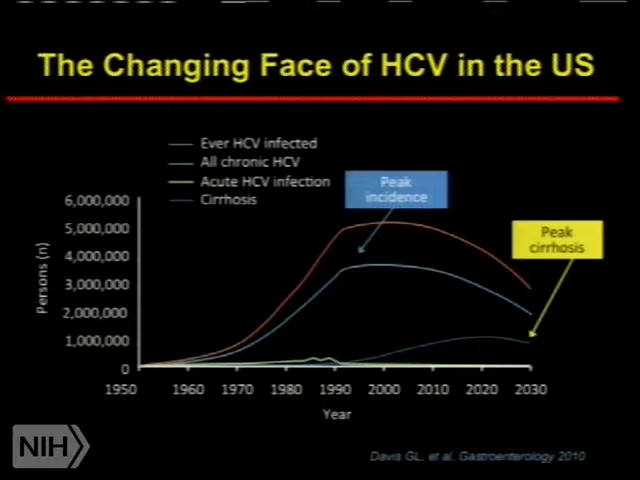 The Changing Face of HCV in the US
Ever HCV infected
All chronic HCV
Acute HCV infection
Cirrhosis
Peak
incidence
Peak
cirrhosis
Persons (n)
6,000,000
5,000,000
4,000,000
3,000,000
2,000,000
1,000,000
0
1950 1960 1970 1980 1990 2000 2010 2020 2030
Year
NIH
Davis GL, et al. Gastroenterology 2010